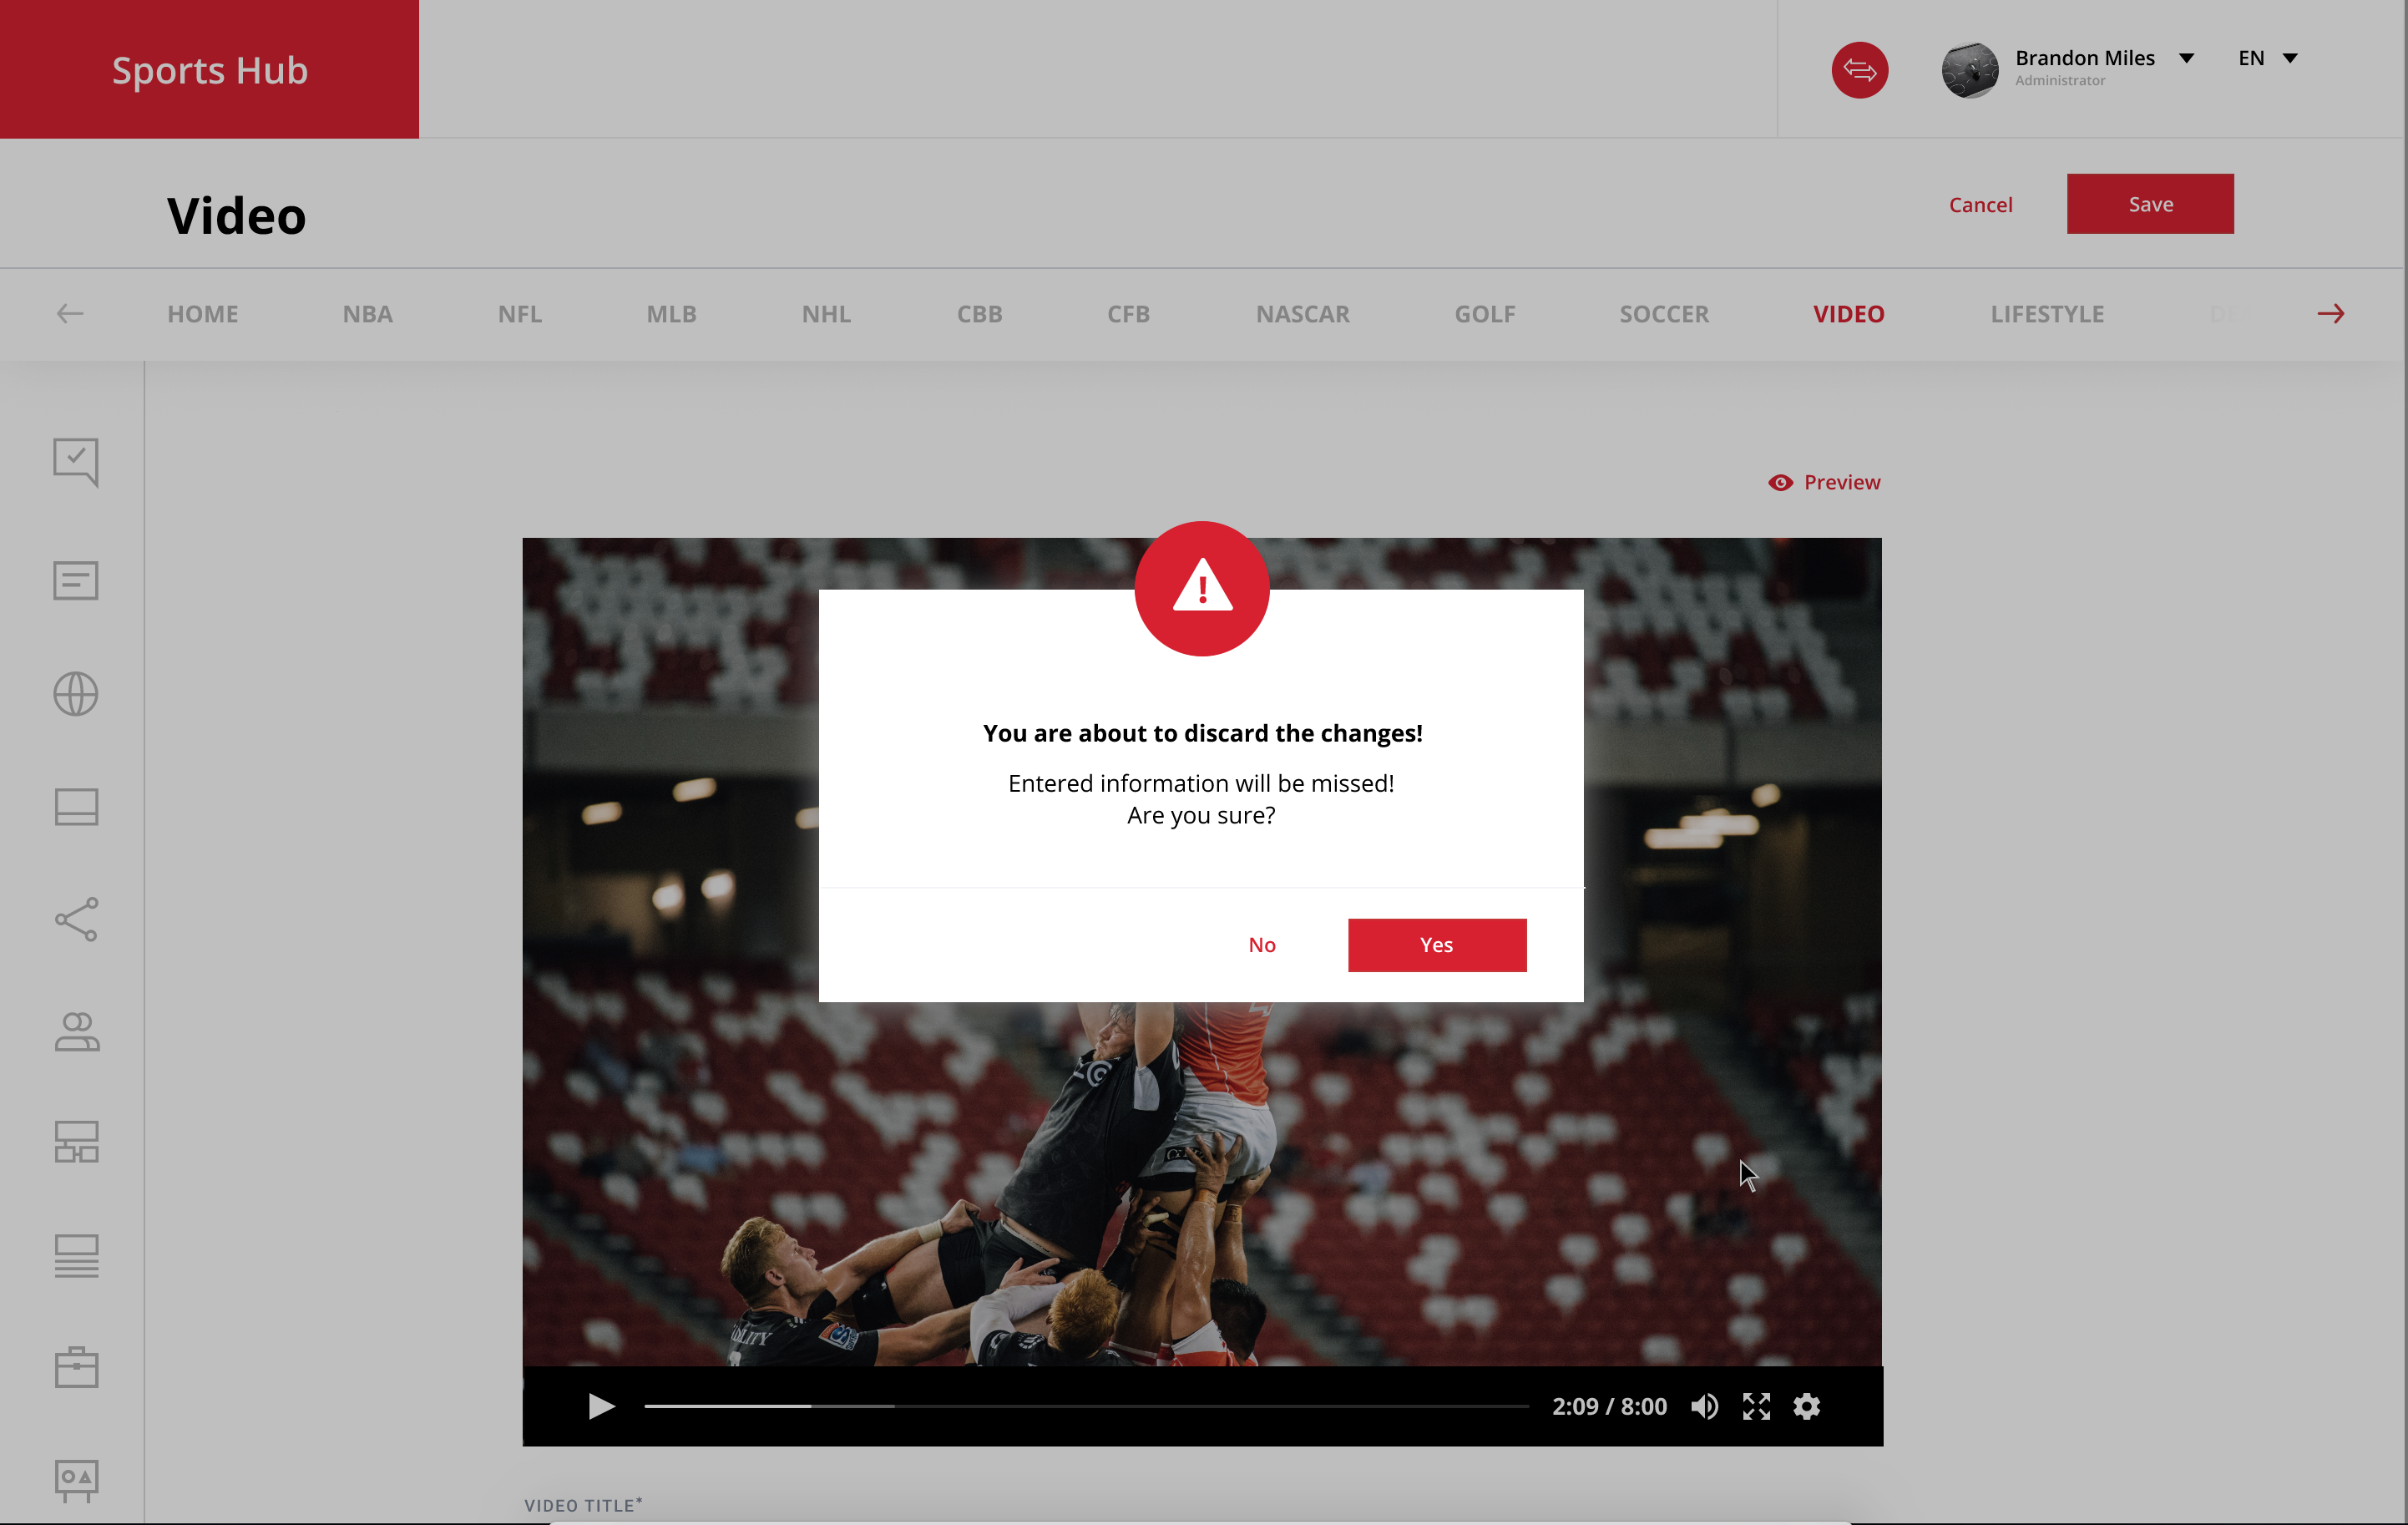 Sports Hub
Brandon Miles
Administrator
EN
Video
Cancel
Save
HOME NBA NFL MLB NHL CBB CFB NASCAR GOLF SOCCER VIDEO LIFESTYLE
Preview
You are about to discard the changes!
Entered information will be missed!
Are you sure?
No
Yes
2:09 / 8:00
VIDEO TITLE*